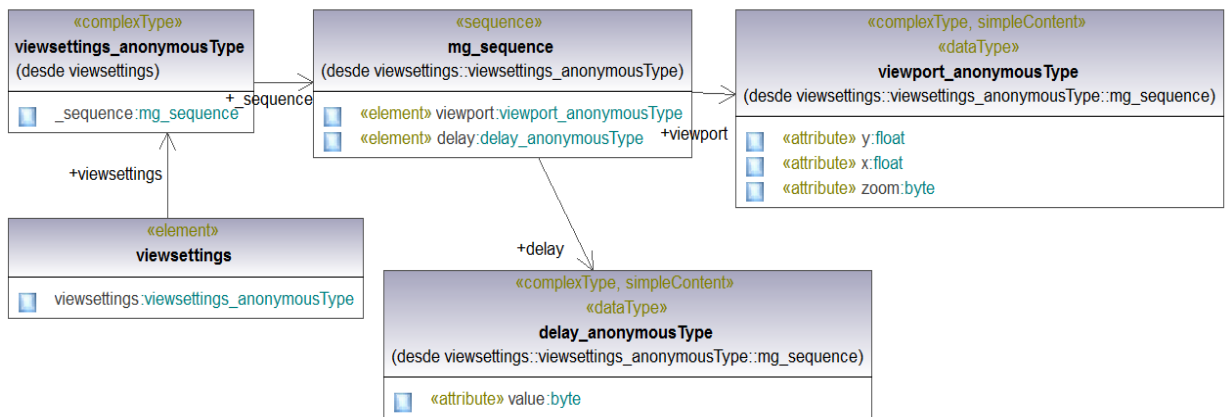 «complexType»
viewsettings_anonymousType
(desde viewsettings)
_sequence:mg_sequence
+_sequence
«sequence»
mg_sequence
(desde viewsettings::viewsettings_anonymousType)
«element» viewport:viewport_anonymousType
«element» delay:delay_anonymousType
+viewport
«complexType, simpleContent»
«dataType»
viewport_anonymousType
(desde viewsettings::viewsettings_anonymousType::mg_sequence)
«attribute» y:float
«attribute» x:float
«attribute» zoom:byte
+viewsettings
«element»
viewsettings
viewsettings:viewsettings_anonymousType
+delay
«complexType, simpleContent»
«dataType»
delay_anonymousType
(desde viewsettings::viewsettings_anonymousType::mg_sequence)
«attribute» value:byte